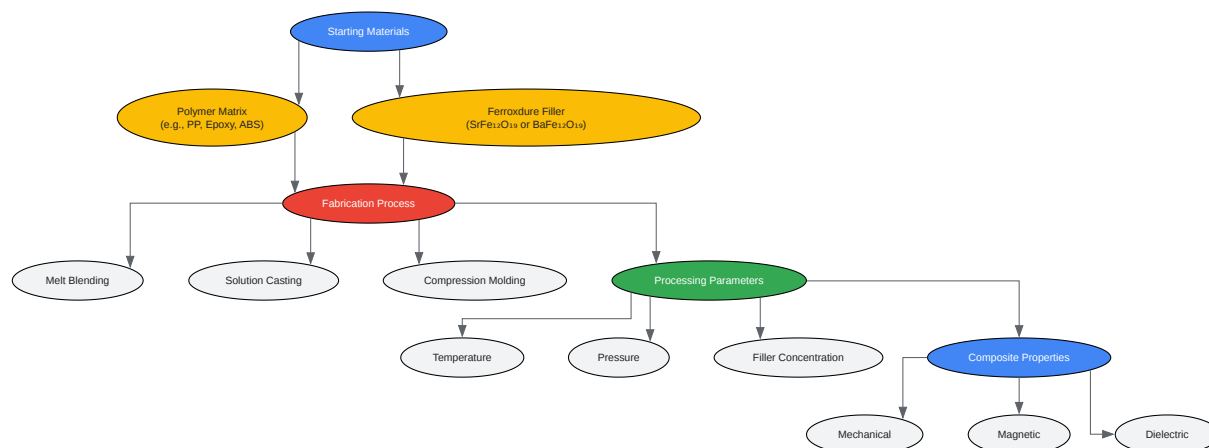 Starting Materials
Polymer Matrix
(e.g., PP, Epoxy, ABS)
Ferroxdure Filler
(SrFe₁₂O₁₉ or BaFe₁₂O₁₉)
Fabrication Process
Melt Blending
Solution Casting
Compression Molding
Processing Parameters
Temperature
Pressure
Filler Concentration
Composite Properties
Mechanical
Magnetic
Dielectric